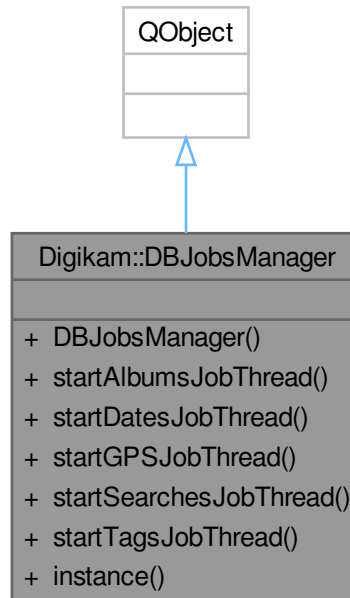 QObject
Digikam::DBJobsManager
+ DBJobsManager()
+ startAlbumsJobThread()
+ startDatesJobThread()
+ startGPSJobThread()
+ startSearchesJobThread()
+ startTagsJobThread()
+ instance()